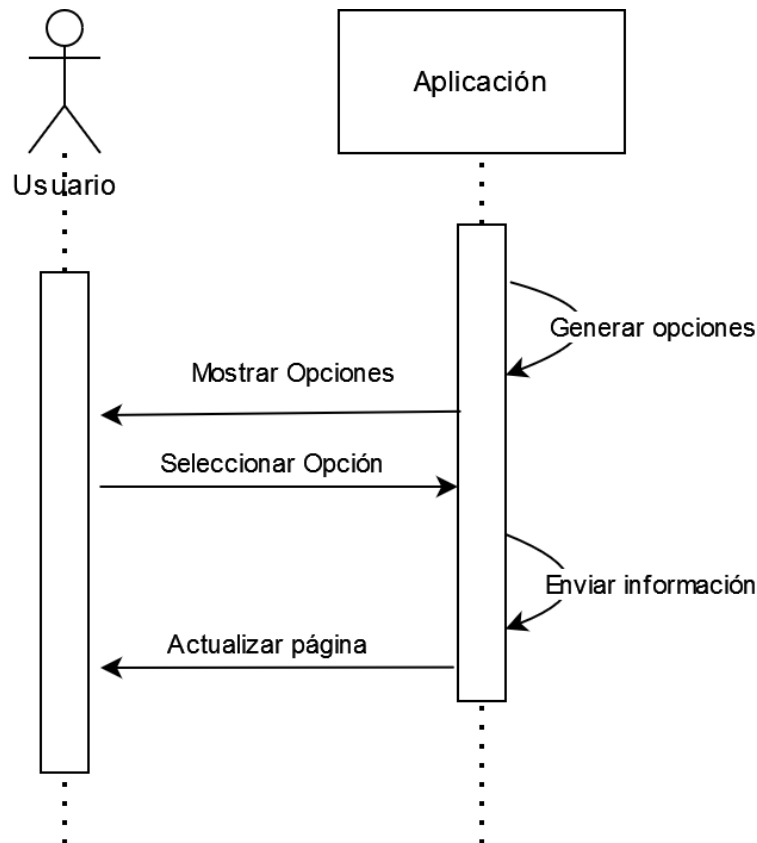 Aplicación
Usuario
Generar opciones
Mostrar Opciones
Seleccionar Opción
Enviar información
Actualizar página